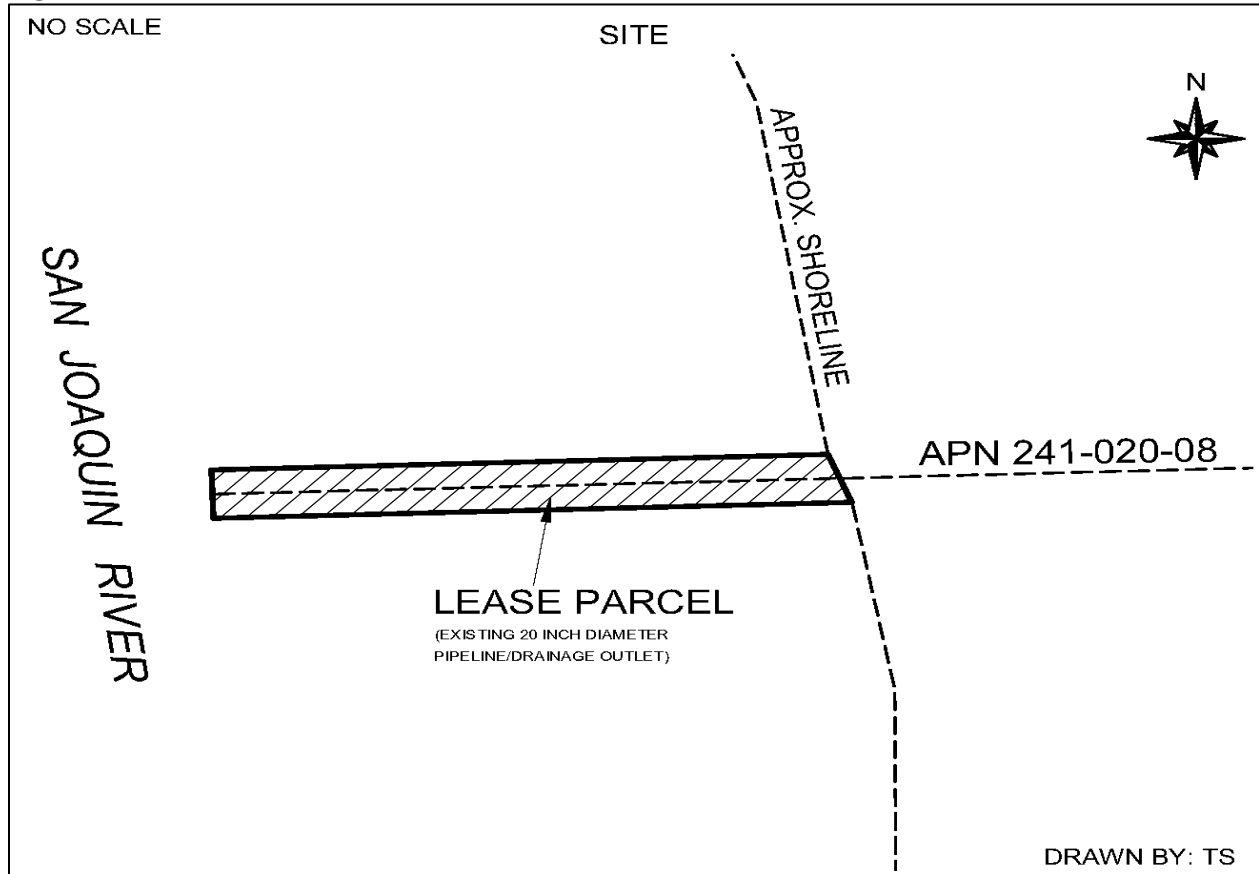 NO SCALE
SITE
N
APPROX. SHORELINE
SAN JOAQUIN RIVER
APN 241-020-08
LEASE PARCEL
(EXISTING 20 INCH DIAMETER
PIPELINE/DRAINAGE OUTLET)
DRAWN BY: TS